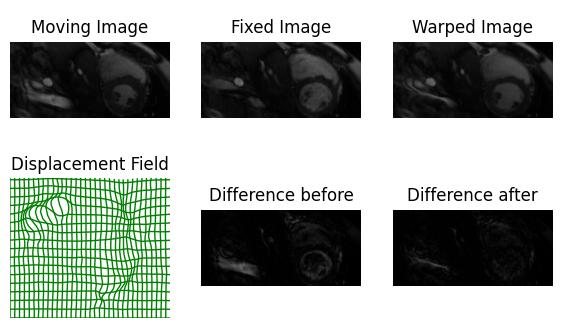 Moving Image
Fixed Image
Warped Image
Displacement Field
Difference before
Difference after